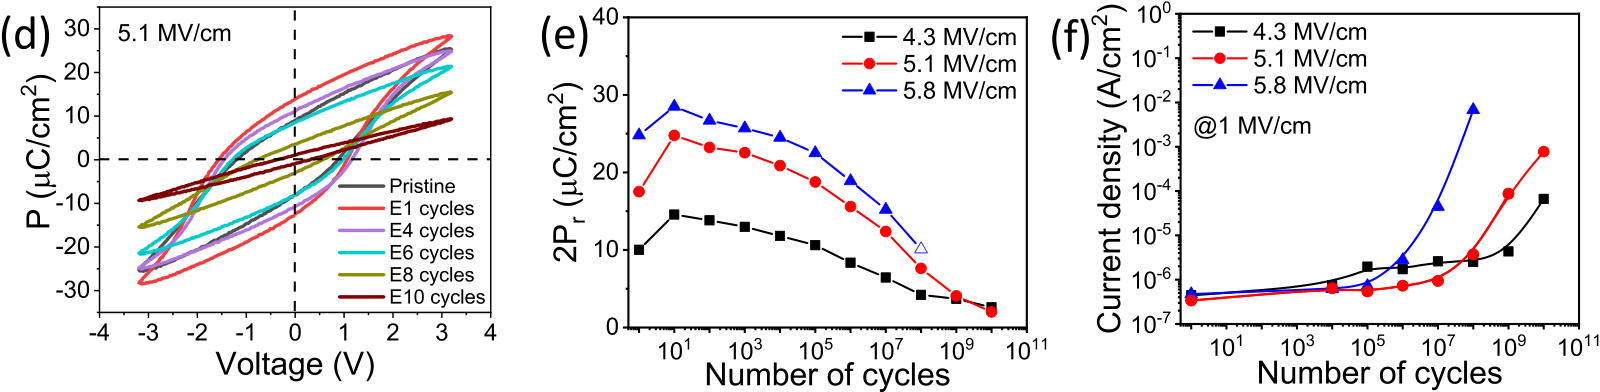 (d)
5.1 MV/cm
P (μC/cm²)
30
20
10
0
-10
-20
-30
-4
-3
-2
-1
0
1
2
3
4
Voltage (V)
Pristine
E1 cycles
E4 cycles
E6 cycles
E8 cycles
E10 cycles
(e)
2Pᵣ (μC/cm²)
40
30
20
10
0
10¹
10³
10⁵
10⁷
10⁹
10¹¹
Number of cycles
4.3 MV/cm
5.1 MV/cm
5.8 MV/cm
(f)
Current density (A/cm²)
10⁰
10⁻¹
10⁻²
10⁻³
10⁻⁴
10⁻⁵
10⁻⁶
10⁻⁷
10¹
10³
10⁵
10⁷
10⁹
10¹¹
Number of cycles
4.3 MV/cm
5.1 MV/cm
5.8 MV/cm
@1 MV/cm